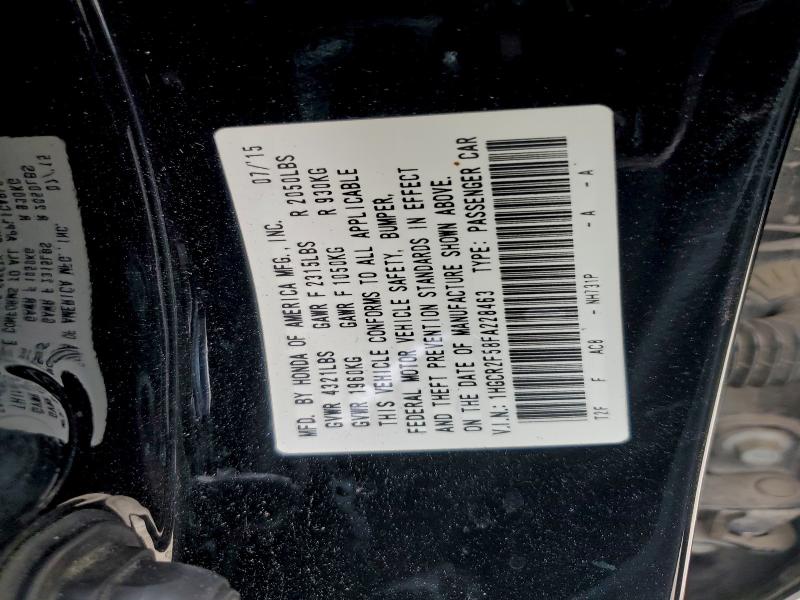 MFD. BY HONDA OF AMERICA MFG., INC. 07/15
GVWR 4321LBS GAWR F 2315LBS R 2050LBS
GVWR 1960KG GAWR F 1050KG R 930KG
THIS VEHICLE CONFORMS TO ALL APPLICABLE
FEDERAL MOTOR VEHICLE SAFETY, BUMPER,
AND THEFT PREVENTION STANDARDS IN EFFECT
ON THE DATE OF MANUFACTURE SHOWN ABOVE.
V.I.N.: 1HGCR2F58FA228463 TYPE: PASSENGER CAR
T2F F AC8 - NH731P - A - A